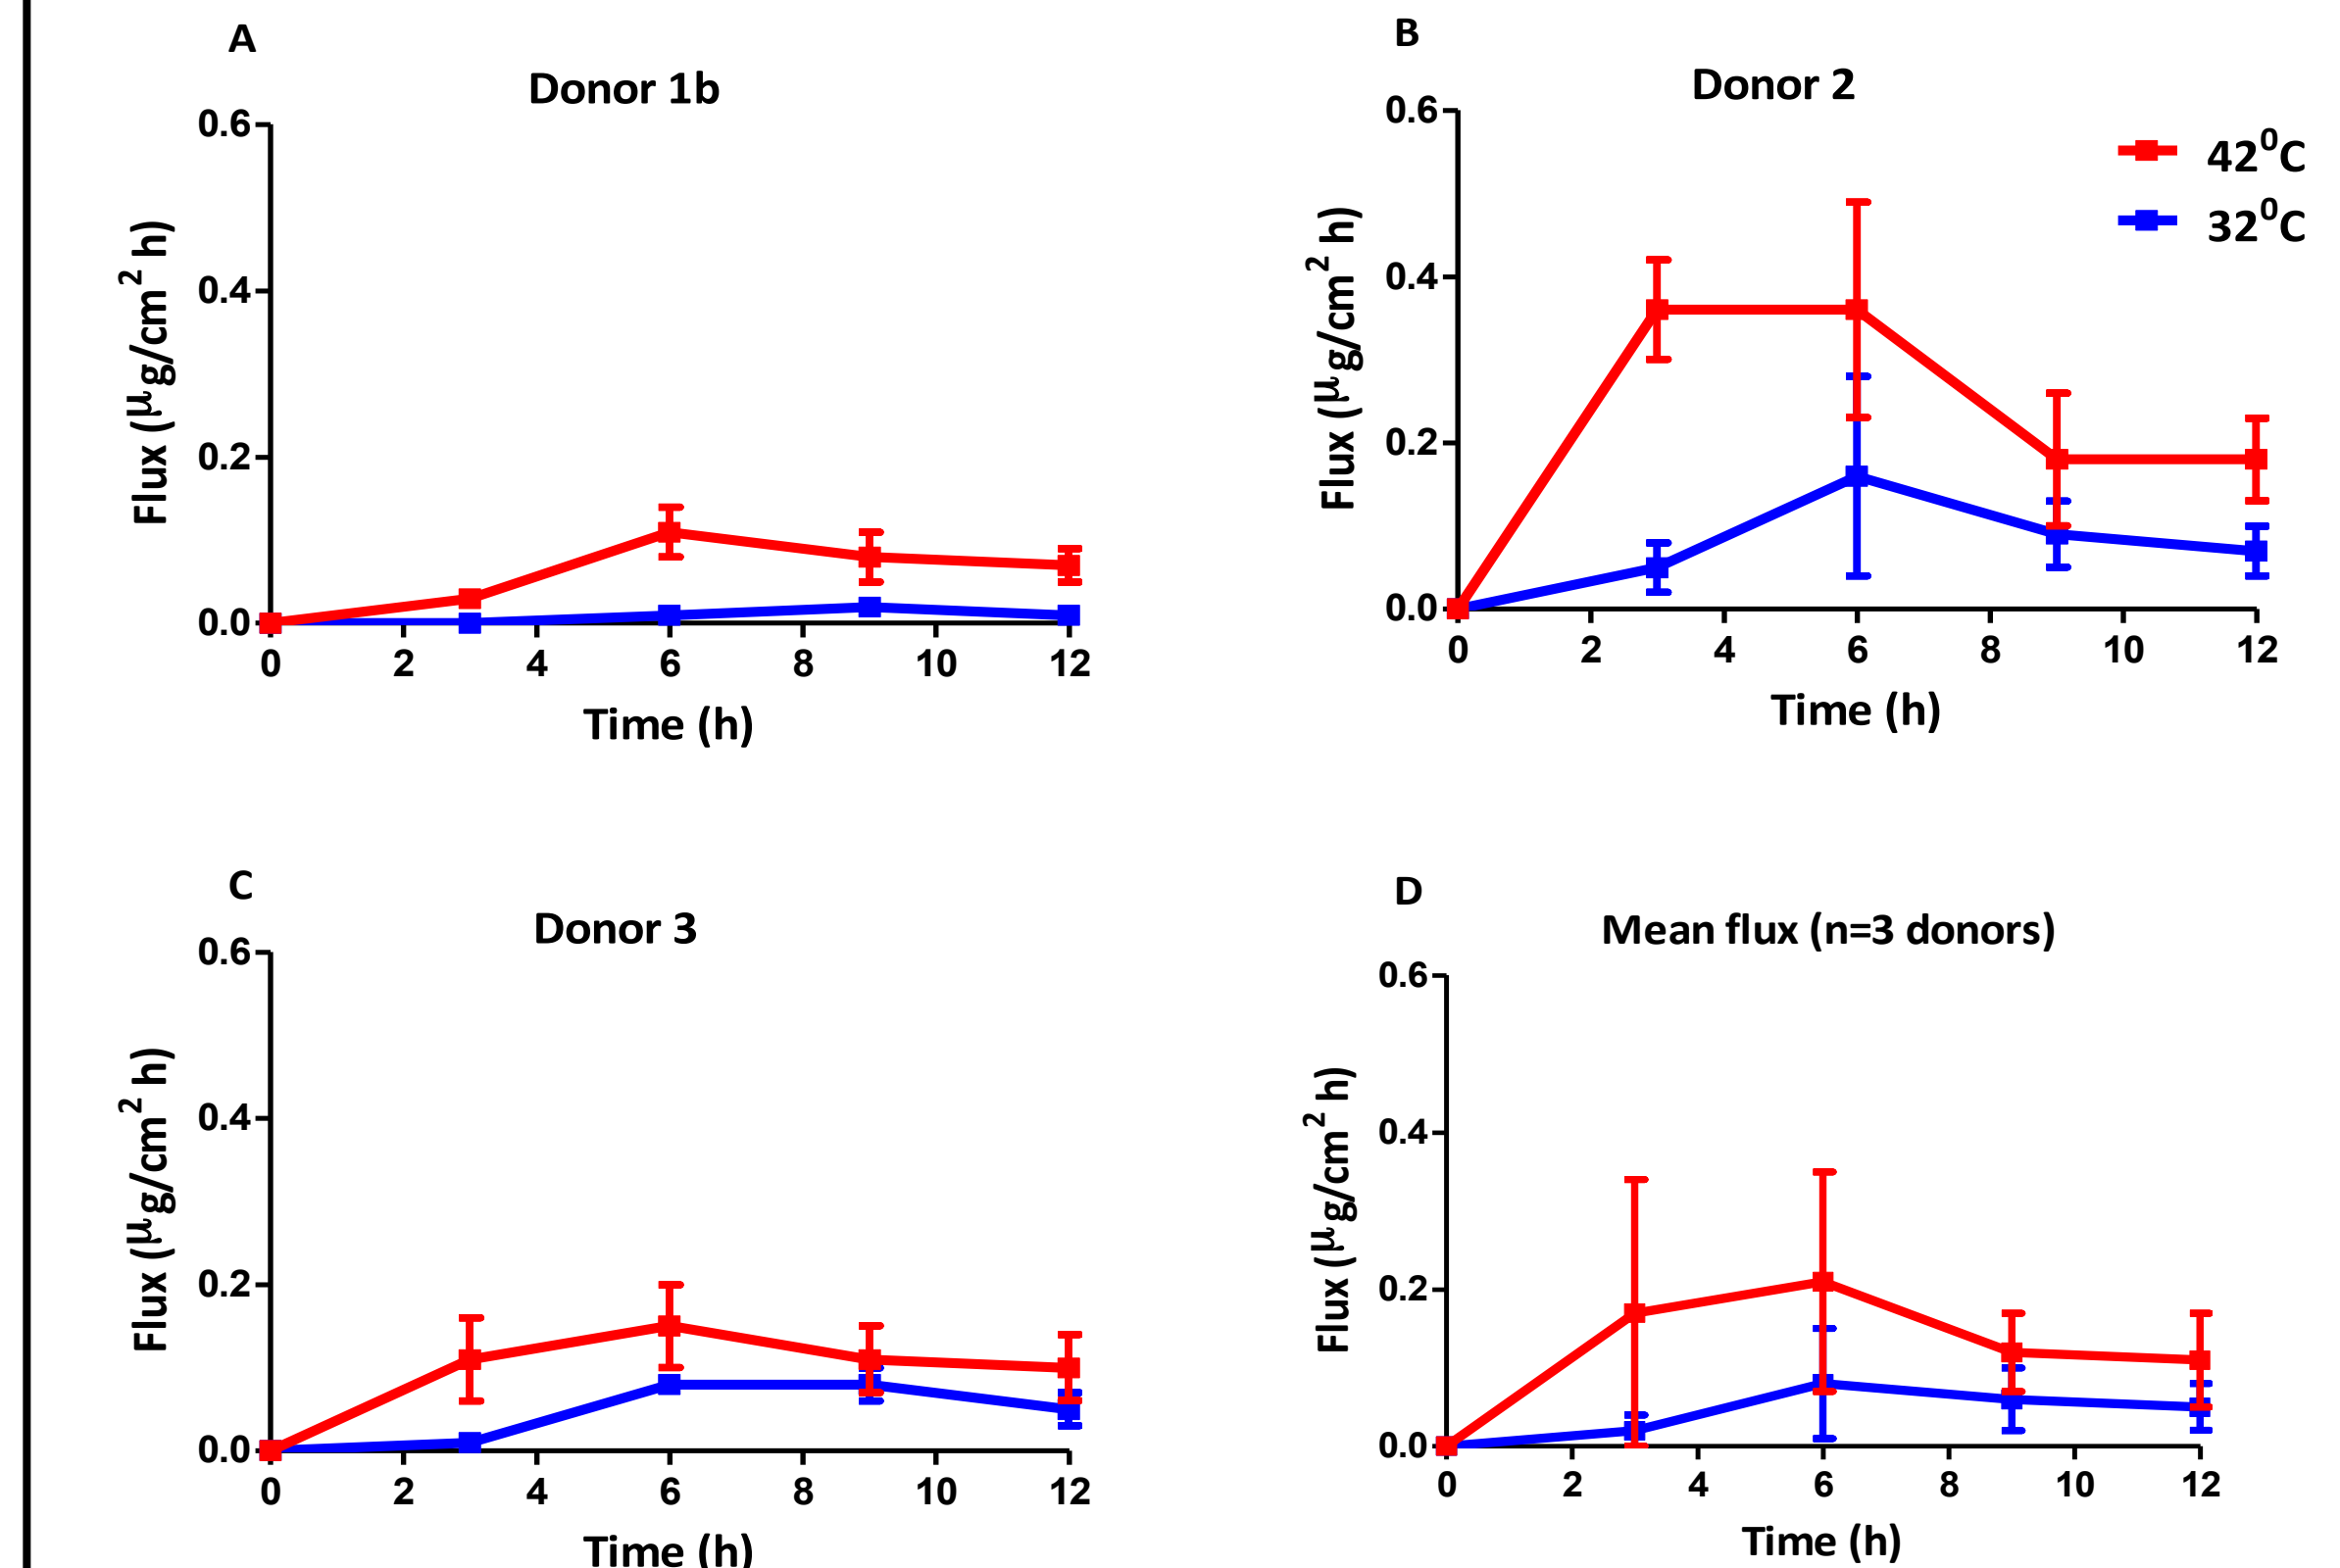 A
Donor 1b
0.6
0.4
0.2
0.0
Flux (μg/cm² h)
0 2 4 6 8 10 12
Time (h)
B
Donor 2
0.6
0.4
0.2
0.0
Flux (μg/cm² h)
0 2 4 6 8 10 12
Time (h)
42⁰C
32⁰C
C
Donor 3
0.6
0.4
0.2
0.0
Flux (μg/cm² h)
0 2 4 6 8 10 12
Time (h)
D
Mean flux (n=3 donors)
0.6
0.4
0.2
0.0
Flux (μg/cm² h)
0 2 4 6 8 10 12
Time (h)